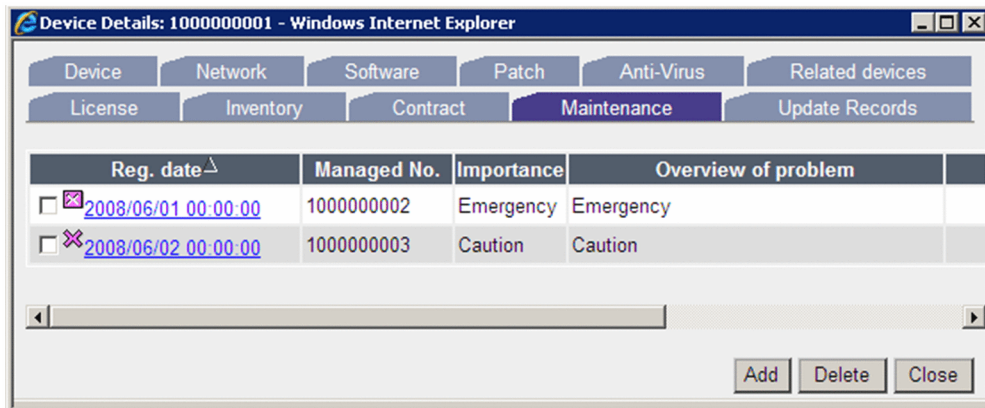 Device Details: 1000000001 - Windows Internet Explorer
Device Network Software Patch Anti-Virus Related devices
License Inventory Contract Maintenance Update Records
Reg. date Managed No. Importance Overview of problem
2008/06/01 00:00:00 1000000002 Emergency Emergency
2008/06/02 00:00:00 1000000003 Caution Caution
Add Delete Close